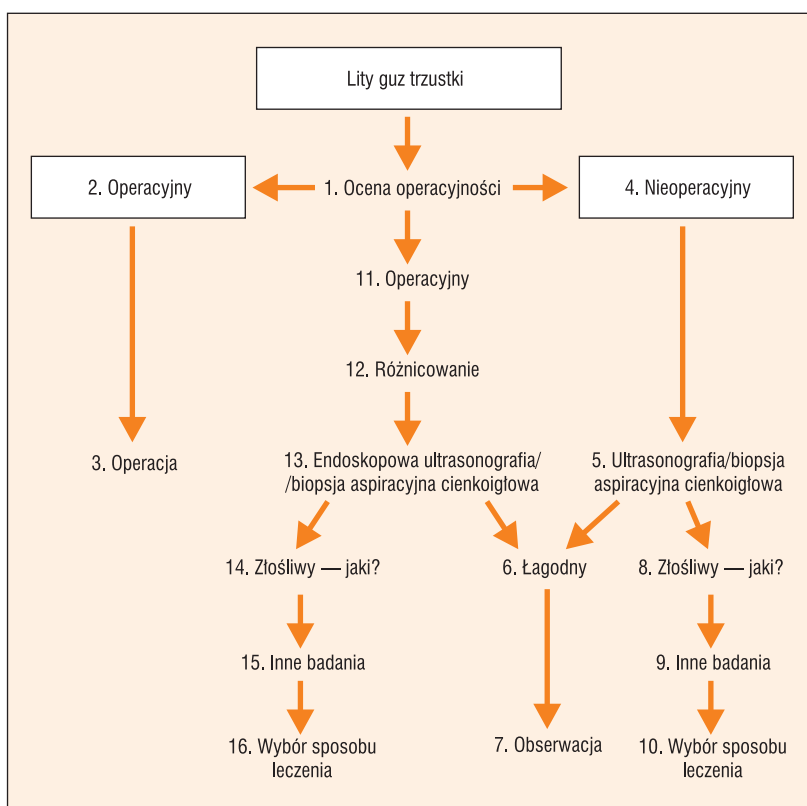 Lity guz trzustki
2. Operacyjny
1. Ocena operacyjności
4. Nieoperacyjny
11. Operacyjny
12. Różnicowanie
3. Operacja
13. Endoskopowa ultrasonografia/
/biopsja aspiracyjna cienkoigłowa
5. Ultrasonografia/biopsja
aspiracyjna cienkoigłowa
14. Złośliwy — jaki?
6. Łagodny
8. Złośliwy — jaki?
15. Inne badania
9. Inne badania
16. Wybór sposobu
leczenia
7. Obserwacja
10. Wybór sposobu
leczenia